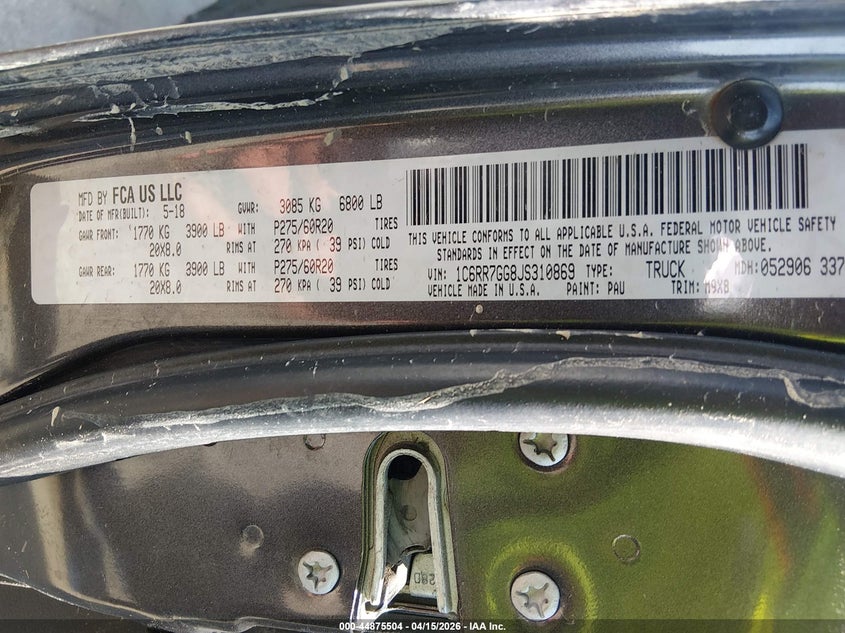 MFD BY FCA US LLC
DATE OF MFR(BUILT): 5-18 GVWR: 3085 KG 6800 LB
GAWR FRONT: 1770 KG 3900 LB WITH P275/60R20 TIRES
20X8.0 RIMS AT 270 KPA ( 39 PSI) COLD
GAWR REAR: 1770 KG 3900 LB WITH P275/60R20 TIRES
20X8.0 RIMS AT 270 KPA ( 39 PSI) COLD
THIS VEHICLE CONFORMS TO ALL APPLICABLE U.S.A. FEDERAL MOTOR VEHICLE SAFETY
STANDARDS IN EFFECT ON THE DATE OF MANUFACTURE SHOWN ABOVE.
VIN: 1C6RR7GG8JS310869 TYPE: TRUCK MDH: 052906 337
VEHICLE MADE IN U.S.A. PAINT: PAU TRIM: M9X8
000-44875504 - 04/15/2026 - IAA Inc.